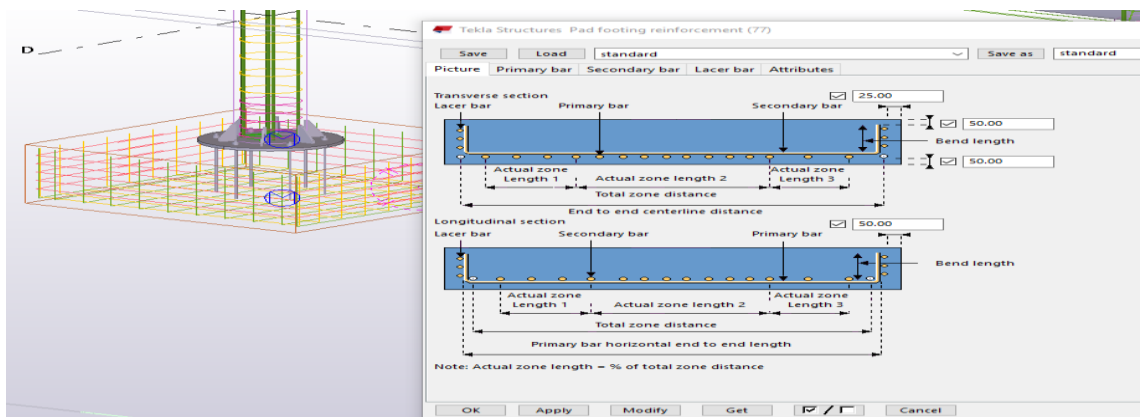 D
Tekla Structures  Pad footing reinforcement (77)
Save Load standard Save as standard
Picture Primary bar Secondary bar Lacer bar Attributes
Transverse section 25.00
Lacer bar Primary bar Secondary bar
50.00
Bend length
50.00
Actual zone Length 1 Actual zone length 2 Actual zone Length 3
Total zone distance
End to end centerline distance
Longitudinal section 50.00
Lacer bar Secondary bar Primary bar
Bend length
Actual zone Length 1 Actual zone length 2 Actual zone Length 3
Total zone distance
Primary bar horizontal end to end length
Note: Actual zone length = % of total zone distance
OK Apply Modify Get / Cancel